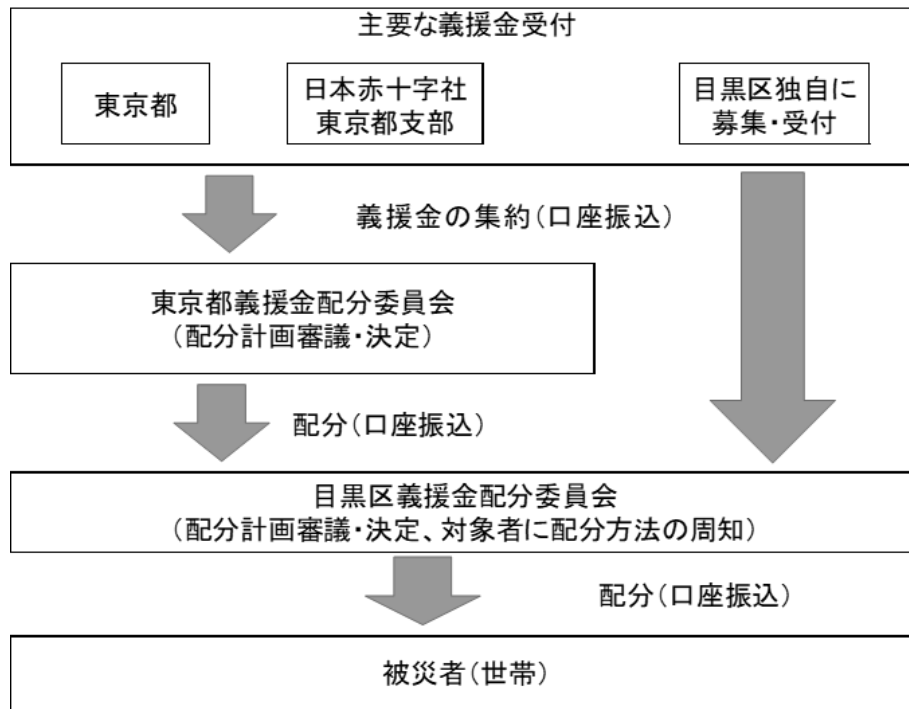 主要な義援金受付
東京都
日本赤十字社
東京都支部
目黒区独自に
募集・受付
義援金の集約（口座振込）
東京都義援金配分委員会
（配分計画審議・決定）
配分（口座振込）
目黒区義援金配分委員会
（配分計画審議・決定、対象者に配分方法の周知）
配分（口座振込）
被災者（世帯）